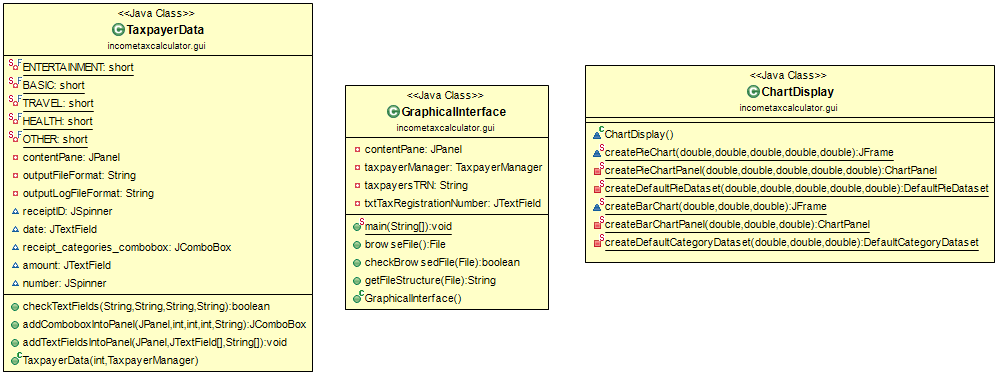 <<Java Class>>
TaxpayerData
incometaxcalculator.gui
ENTERTAINMENT: short
BASIC: short
TRAVEL: short
HEALTH: short
OTHER: short
contentPane: JPanel
outputFileFormat: String
outputLogFileFormat: String
receiptID: JSpinner
date: JTextField
receipt_categories_combobox: JComboBox
amount: JTextField
number: JSpinner
checkTextFields(String,String,String,String):boolean
addComboboxIntoPanel(JPanel,int,int,int,String):JComboBox
addTextFieldsIntoPanel(JPanel,JTextField[],String[]):void
TaxpayerData(int,TaxpayerManager)
<<Java Class>>
GraphicalInterface
incometaxcalculator.gui
contentPane: JPanel
taxpayerManager: TaxpayerManager
taxpayersTRN: String
txtTaxRegistrationNumber: JTextField
main(String[]):void
browseFile():File
checkBrowsedFile(File):boolean
getFileStructure(File):String
GraphicalInterface()
<<Java Class>>
ChartDisplay
incometaxcalculator.gui
ChartDisplay()
createPieChart(double,double,double,double,double):JFrame
createPieChartPanel(double,double,double,double,double):ChartPanel
createDefaultPieDataset(double,double,double,double,double):DefaultPieDataset
createBarChart(double,double,double):JFrame
createBarChartPanel(double,double,double):ChartPanel
createDefaultCategoryDataset(double,double,double):DefaultCategoryDataset